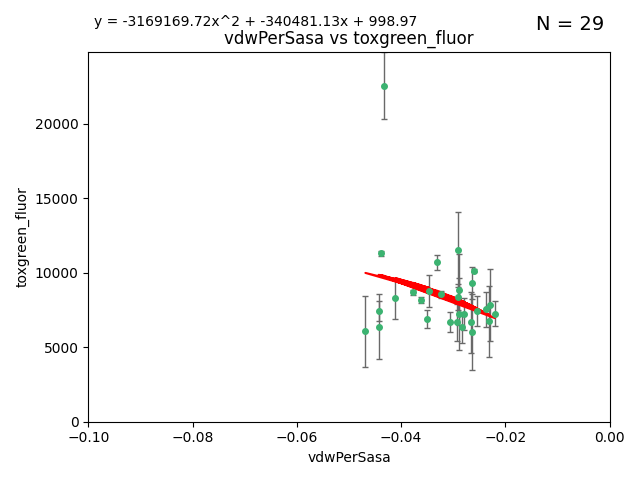 y = -3169169.72x^2 + -340481.13x + 998.97
N = 29
vdwPerSasa vs toxgreen_fluor
toxgreen_fluor
20000
15000
10000
5000
0
−0.10
−0.08
−0.06
−0.04
−0.02
0.00
vdwPerSasa